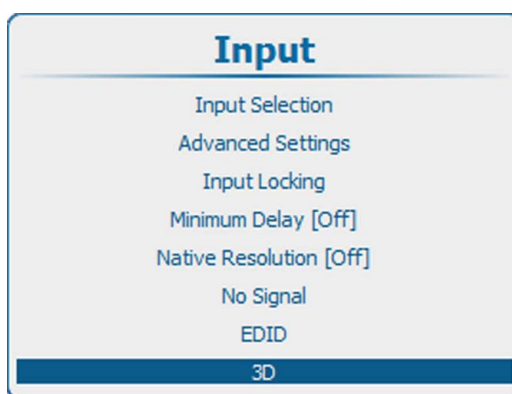 Input
Input Selection
Advanced Settings
Input Locking
Minimum Delay [Off]
Native Resolution [Off]
No Signal
EDID
3D